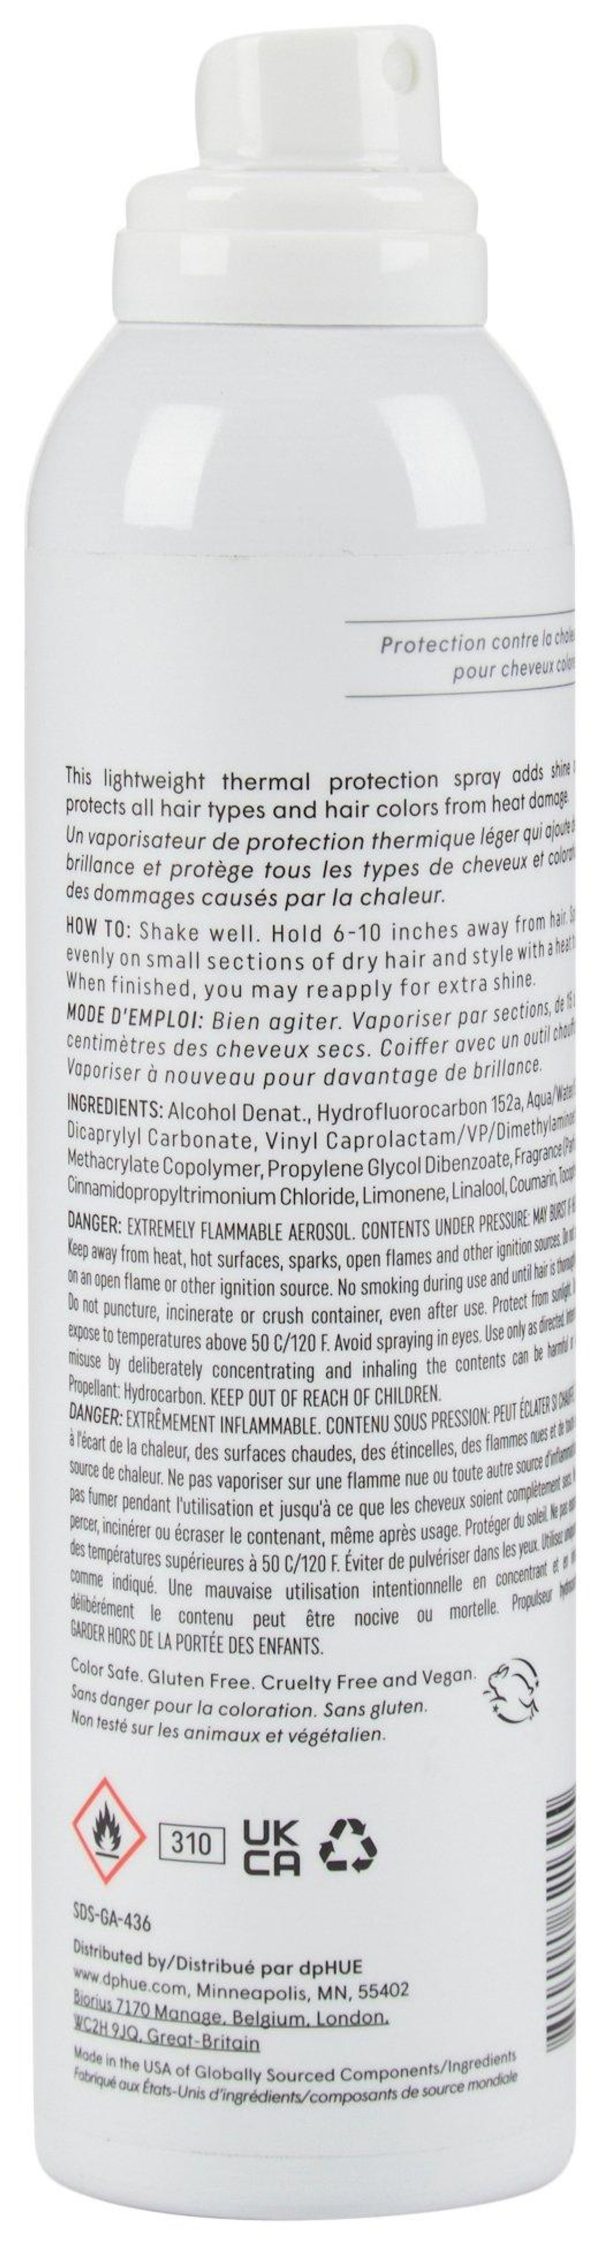 Protection contre la
pour cheveux
This lightweight thermal protection spray adds shine
protects all hair types and hair colors from heat damage.
Un vaporisateur de protection thermique léger qui ajoute
brillance et protège tous les types de cheveux et
des dommages causés par la chaleur.
HOW TO: Shake well. Hold 6-10 inches away from hair.
evenly on small sections of dry hair and style with a heat
When finished, you may reapply for extra shine.
MODE D'EMPLOI: Bien agiter. Vaporiser par sections, de 15
centimètres des cheveux secs. Coiffer avec un outil
Vaporiser à nouveau pour davantage de brillance.
INGREDIENTS: Alcohol Denat., Hydrofluorocarbon 152a, Aqua/Water
Dicaprylyl Carbonate, Vinyl Caprolactam/VP/Dimethylamino
Methacrylate Copolymer, Propylene Glycol Dibenzoate, Fragrance
Cinnamidopropyltrimonium Chloride, Limonene, Linalool, Coumarin,
DANGER: EXTREMELY FLAMMABLE AEROSOL. CONTENTS UNDER PRESSURE: MAY BURST IF
Keep away from heat, hot surfaces, sparks, open flames and other ignition sources. Do not
on an open flame or other ignition source. No smoking during use and until hair is
Do not puncture, incinerate or crush container, even after use. Protect from sunlight.
expose to temperatures above 50 C/120 F. Avoid spraying in eyes. Use only as directed.
misuse by deliberately concentrating and inhaling the contents can be harmful
Propellant: Hydrocarbon. KEEP OUT OF REACH OF CHILDREN.
DANGER: EXTRÊMEMENT INFLAMMABLE. CONTENU SOUS PRESSION: PEUT ÉCLATER SI
à l'écart de la chaleur, des surfaces chaudes, des étincelles, des flammes nues et de
source de chaleur. Ne pas vaporiser sur une flamme nue ou toute autre source
pas fumer pendant l'utilisation et jusqu'à ce que les cheveux soient complètement secs.
percer, incinérer ou écraser le contenant, même après usage. Protéger du soleil. Ne pas
des températures supérieures à 50 C/120 F. Éviter de pulvériser dans les yeux. Utilisez
comme indiqué. Une mauvaise utilisation intentionnelle en concentrant et en
délibérément le contenu peut être nocive ou mortelle. Propulseur
GARDER HORS DE LA PORTÉE DES ENFANTS.
Color Safe. Gluten Free. Cruelty Free and Vegan.
Sans danger pour la coloration. Sans gluten.
Non testé sur les animaux et végétalien.
310 UK
CA
SDS-GA-436
Distributed by/Distribué par dpHUE
www.dphue.com, Minneapolis, MN, 55402
Biorius 7170 Manage, Belgium, London,
WC2H 9JQ, Great-Britain
Made in the USA of Globally Sourced Components/Ingredients
Fabriqué aux États-Unis d'ingrédients/composants de source mondiale